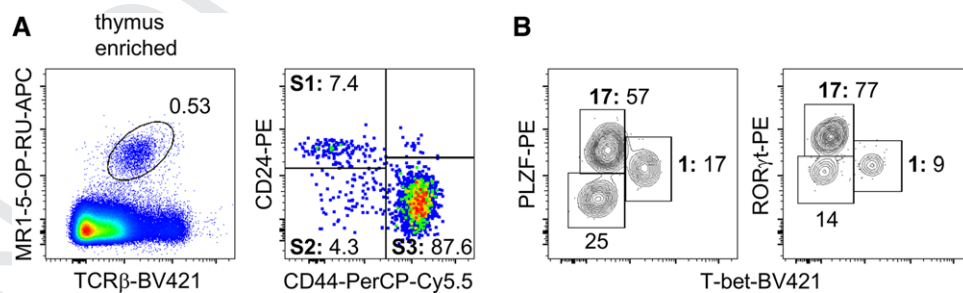 A
thymus
enriched
MR1-5-OP-RU-APC
0.53
TCRβ-BV421
CD24-PE
S1: 7.4
S2: 4.3
S3: 87.6
CD44-PerCP-Cy5.5
B
PLZF-PE
17: 57
1: 17
25
RORγt-PE
17: 77
1: 9
14
T-bet-BV421